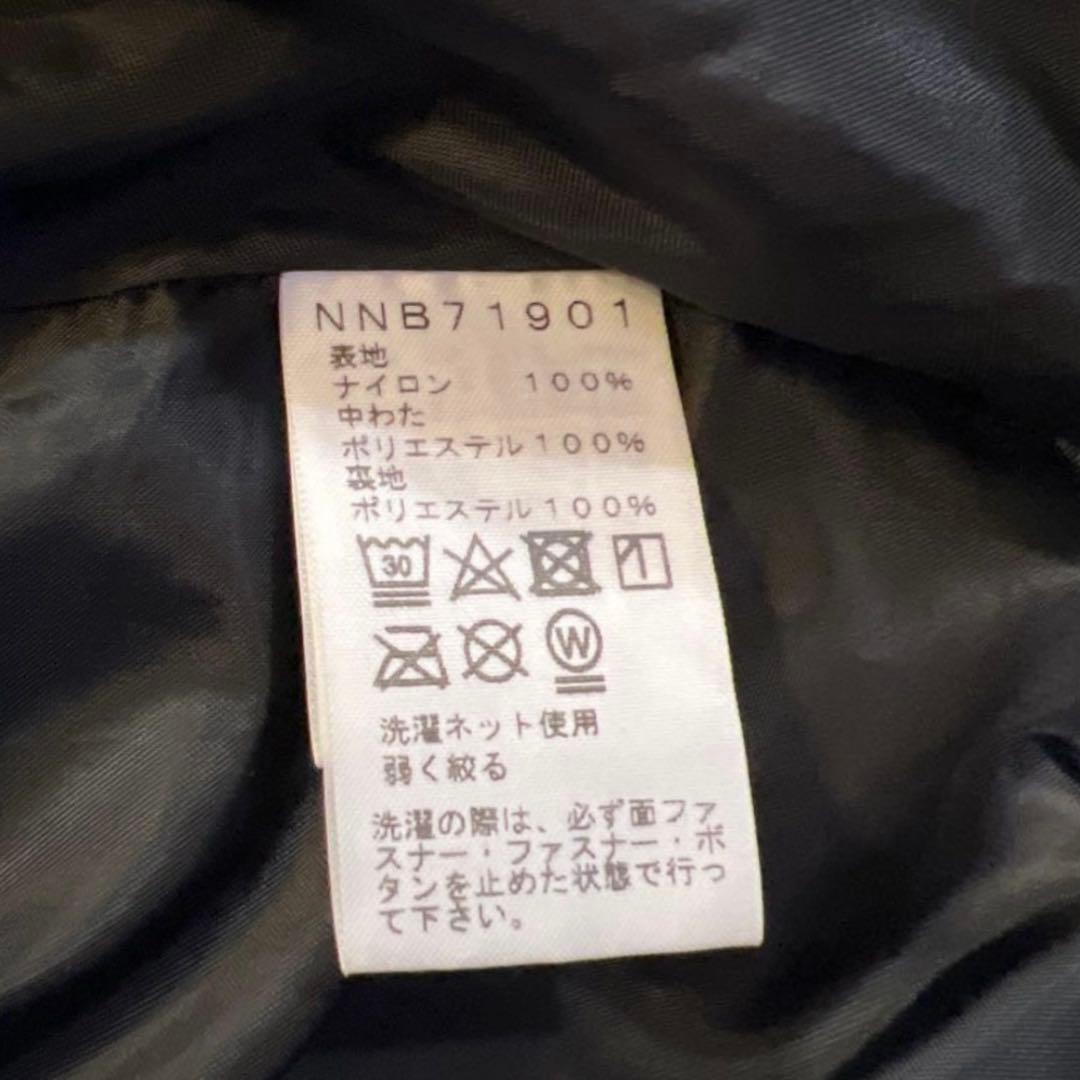 NNB71901
表地
ナイロン 100%
中わた
ポリエステル100%
裏地
ポリエステル100%
30
W
洗濯ネット使用
弱く絞る
洗濯の際は、必ず面ファ
スナー・ファスナー・ボ
タンを止めた状態で行っ
て下さい。